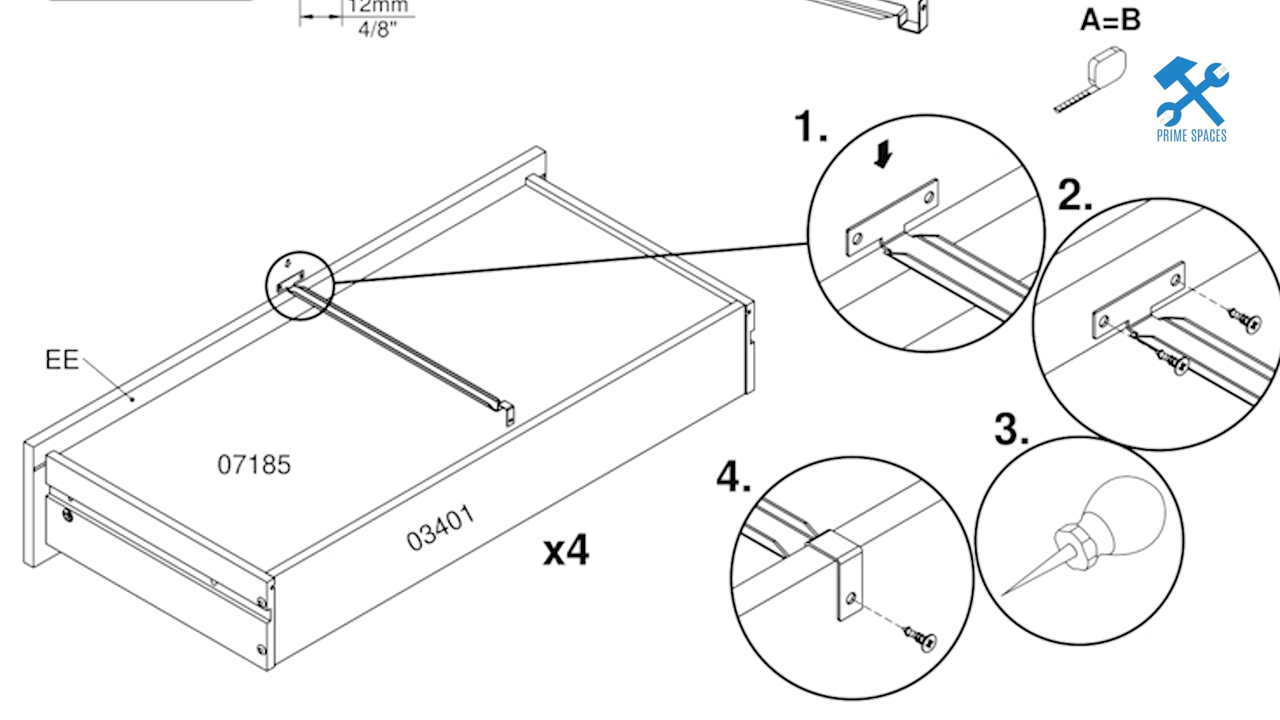 12mm
4/8"
A=B
PRIME SPACES
1.
2.
EE
3.
07185
4.
03401
x4